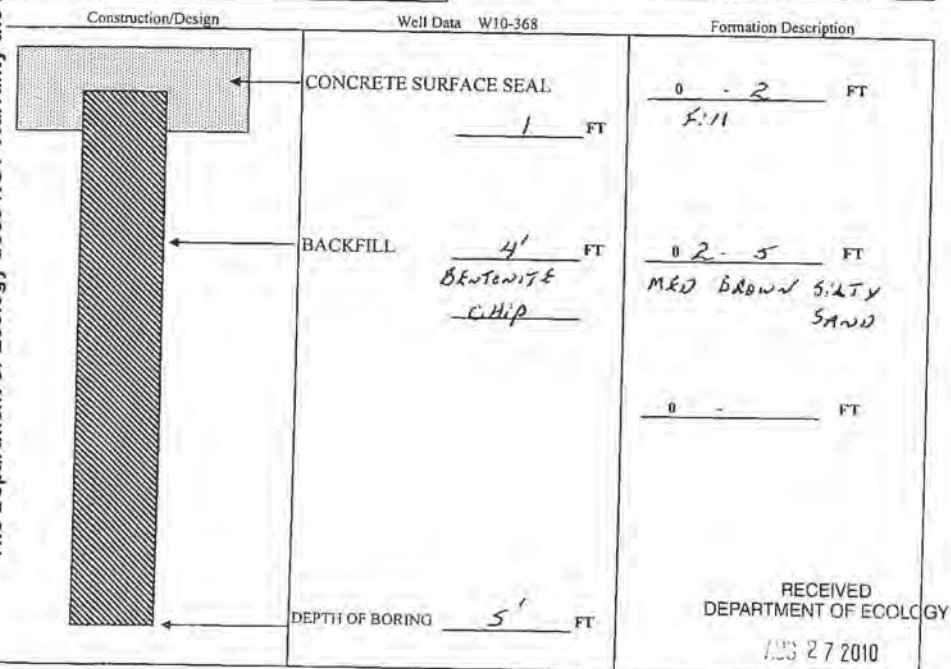 Construction/Design
Well Data W10-368
Formation Description
CONCRETE SURFACE SEAL
1 FT
0 - 2 FT
Fill
BACKFILL 4' FT
BENTONITE
CHIP
0 2 - 5 FT
MED BROWN SILTY
SAND
0 - FT
DEPTH OF BORING 5' FT
RECEIVED
DEPARTMENT OF ECOLOGY
AUG 27 2010